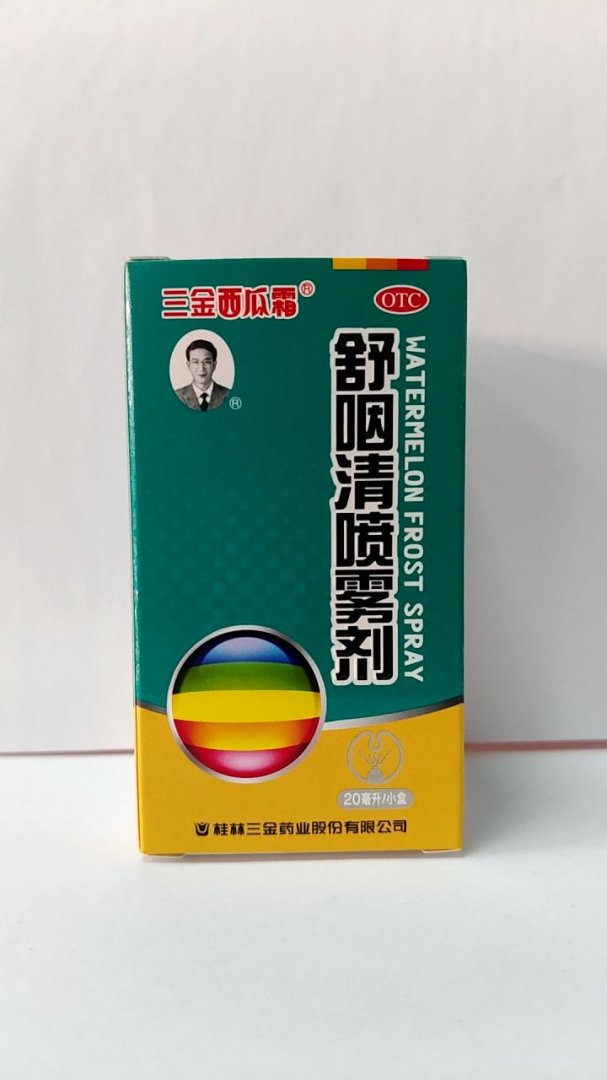 三金西瓜霜®
OTC
®
舒咽清喷雾剂
WATERMELON FROST SPRAY
20毫升/小盒
桂林三金药业股份有限公司